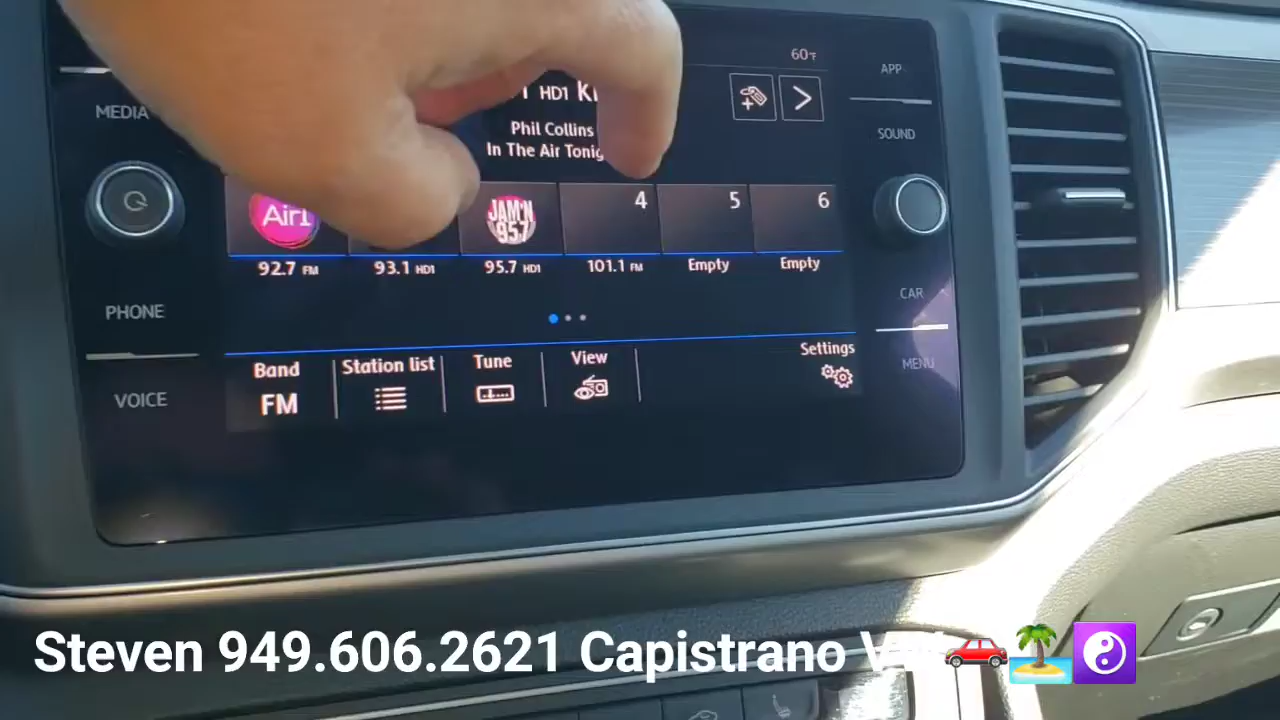 60°F
HD1
Phil Collins
In The Air
MEDIA
APP
SOUND
Air1
JAM'N
95.7
4
5
6
92.7 FM
93.1 HD1
95.7 HD1
101.1 FM
Empty
Empty
PHONE
CAR
VOICE
MENU
Band
FM
Station list
Tune
View
Settings
Steven 949.606.2621 Capistrano